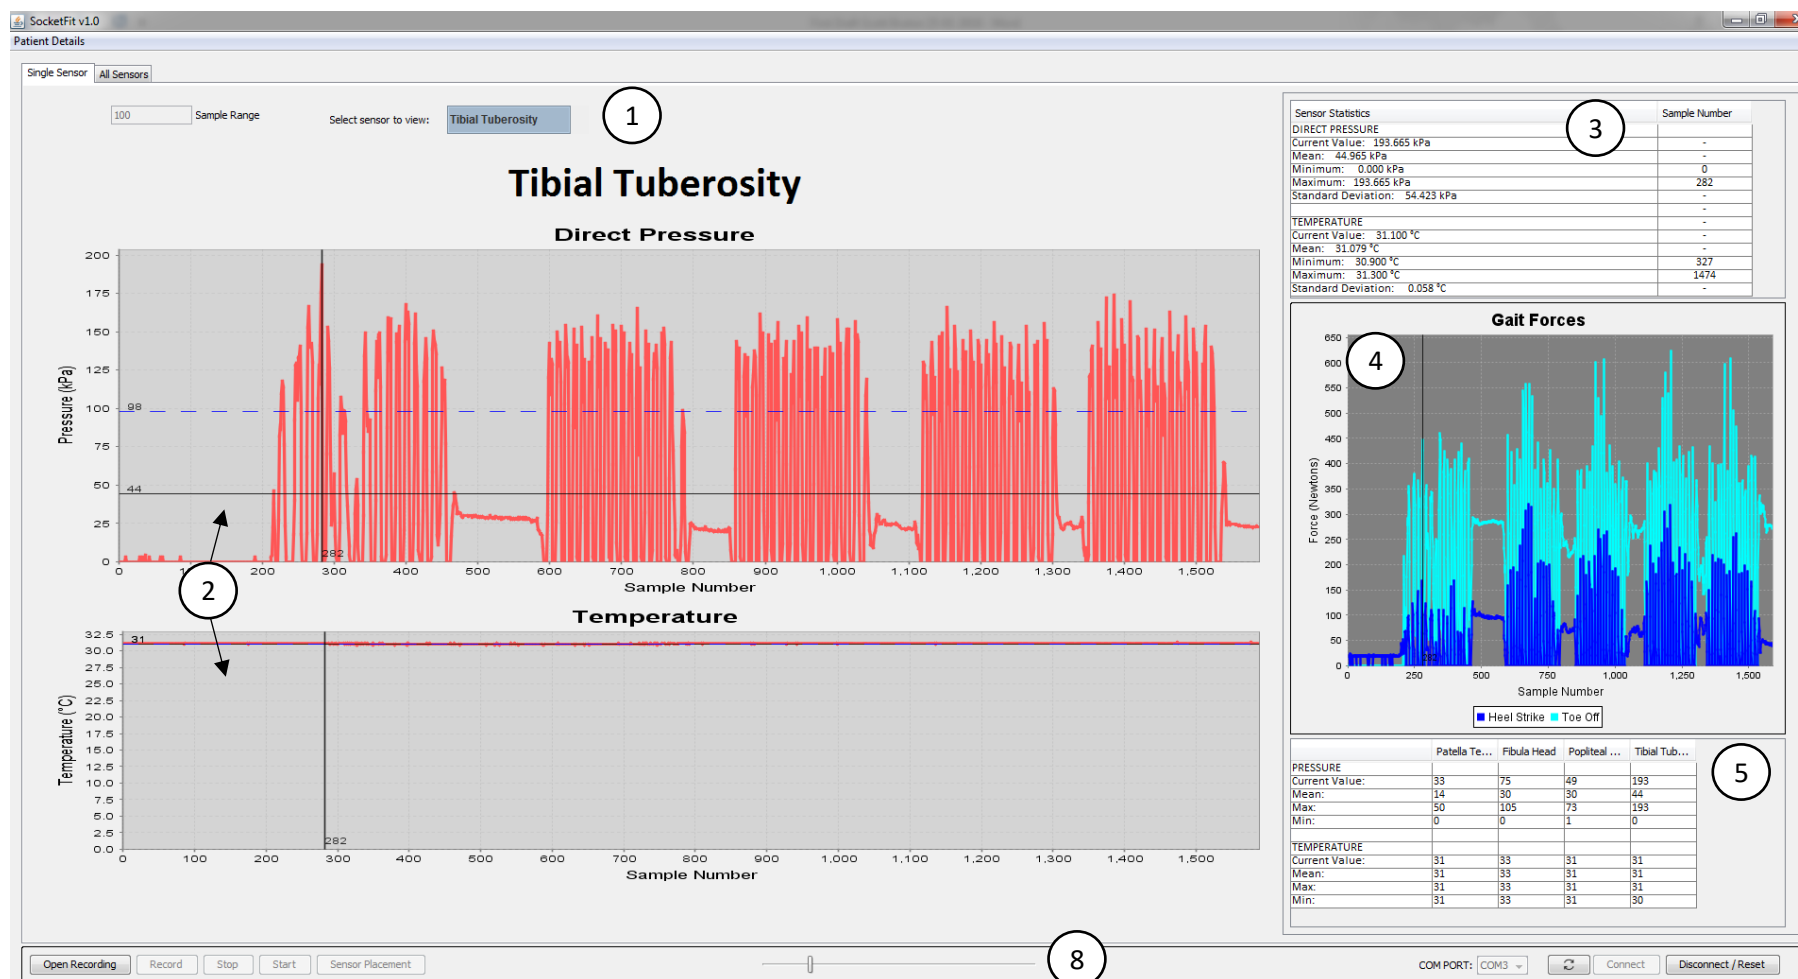 SocketFit v1.0
Patient Details
Single Sensor All Sensors
100 Sample Range Select sensor to view: Tibial Tuberosity 1
Tibial Tuberosity
Direct Pressure
Pressure (kPa)
200
175
150
125
100
75
50
25
0
98
44
282
0 100 200 300 400 500 600 700 800 900 1,000 1,100 1,200 1,300 1,400 1,500
Sample Number
2
Temperature
Temperature (°C)
32.5
30.0
27.5
25.0
22.5
20.0
17.5
15.0
12.5
10.0
7.5
5.0
2.5
0.0
31
282
0 100 200 300 400 500 600 700 800 900 1,000 1,100 1,200 1,300 1,400 1,500
Sample Number
Sensor Statistics Sample Number
3
DIRECT PRESSURE
Current Value: 193.665 kPa -
Mean: 44.965 kPa -
Minimum: 0.000 kPa 0
Maximum: 193.665 kPa 282
Standard Deviation: 54.423 kPa -
-
TEMPERATURE -
Current Value: 31.100 °C -
Mean: 31.079 °C -
Minimum: 30.900 °C 327
Maximum: 31.300 °C 1474
Standard Deviation: 0.058 °C -
Gait Forces
4
Force (Newtons)
650
600
550
500
450
400
350
300
250
200
150
100
50
0
282
0 250 500 750 1,000 1,250 1,500
Sample Number
Heel Strike Toe Off
Patella Te... Fibula Head Popliteal ... Tibial Tub...
5
PRESSURE
Current Value: 33 75 49 193
Mean: 14 30 30 44
Max: 50 105 73 193
Min: 0 0 1 0
TEMPERATURE
Current Value: 31 33 31 31
Mean: 31 33 31 31
Max: 31 33 31 31
Min: 31 33 31 30
Open Recording Record Stop Start Sensor Placement 8 COM PORT: COM3 Connect Disconnect / Reset